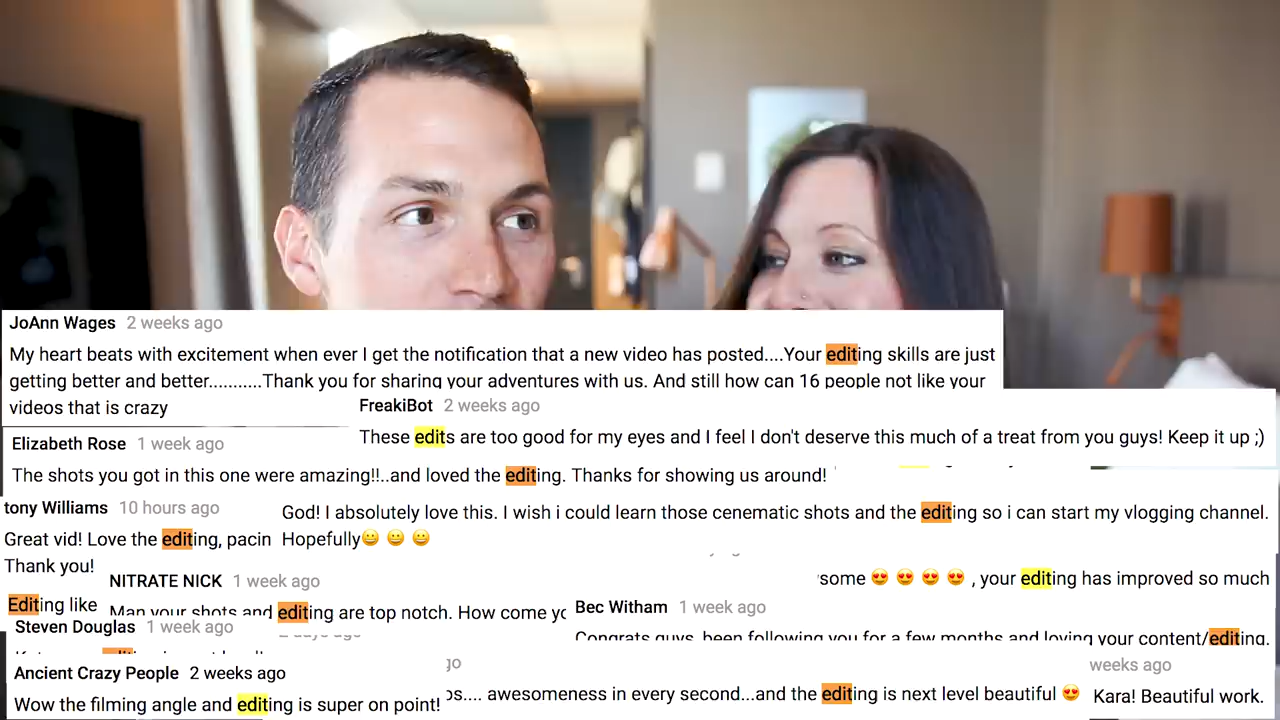 JoAnn Wages 2 weeks ago
My heart beats with excitement when ever I get the notification that a new video has posted....Your editing skills are just
getting better and better...........Thank you for sharing your adventures with us. And still how can 16 people not like your
videos that is crazy
FreakiBot 2 weeks ago
These edits are too good for my eyes and I feel I don't deserve this much of a treat from you guys! Keep it up ;)
Elizabeth Rose 1 week ago
The shots you got in this one were amazing!!..and loved the editing. Thanks for showing us around!
tony Williams 10 hours ago
Great vid! Love the editing, pacin
Thank you!
God! I absolutely love this. I wish i could learn those cenematic shots and the editing so i can start my vlogging channel.
Hopefully😀 😀 😀
some 😍 😍 😍 😍 , your editing has improved so much
NITRATE NICK 1 week ago
Man your shots and editing are top notch. How come yo
Editing like
Bec Witham 1 week ago
Congrats guys, been following you for a few months and loving your content/editing.
Steven Douglas 1 week ago
2 days ago
Ancient Crazy People 2 weeks ago
Wow the filming angle and editing is super on point!
go
os.... awesomeness in every second...and the editing is next level beautiful 😍
weeks ago
Kara! Beautiful work.